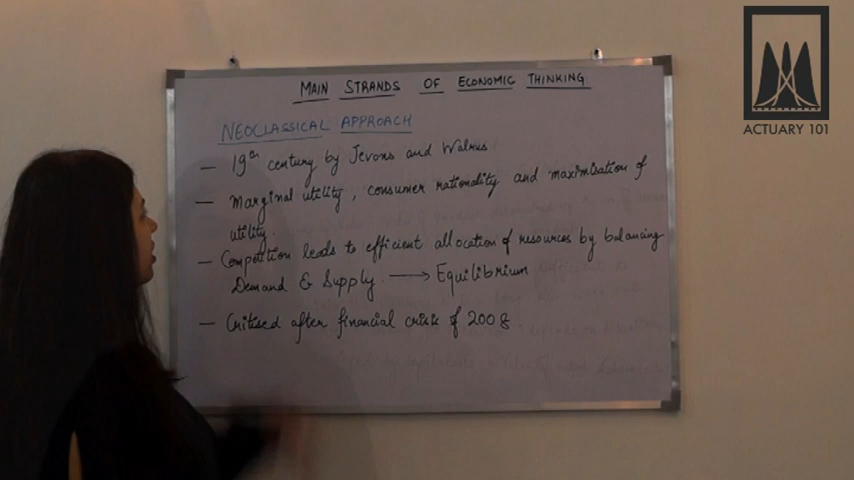 MAIN STRANDS OF ECONOMIC THINKING
NEOCLASSICAL APPROACH
- 19th century by Jevons and Walrus
- Marginal utility, consumer rationality and maximisation of
utility.
- Competition leads to efficient allocation of resources by balancing
Demand & Supply. → Equilibrium
- Critised after financial crisis of 2008
ACTUARY 101